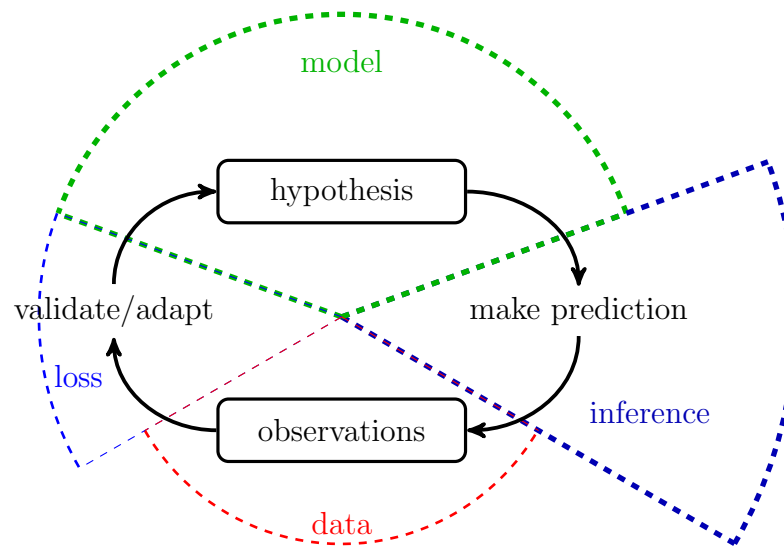 model
hypothesis
validate/adapt
make prediction
loss
inference
observations
data